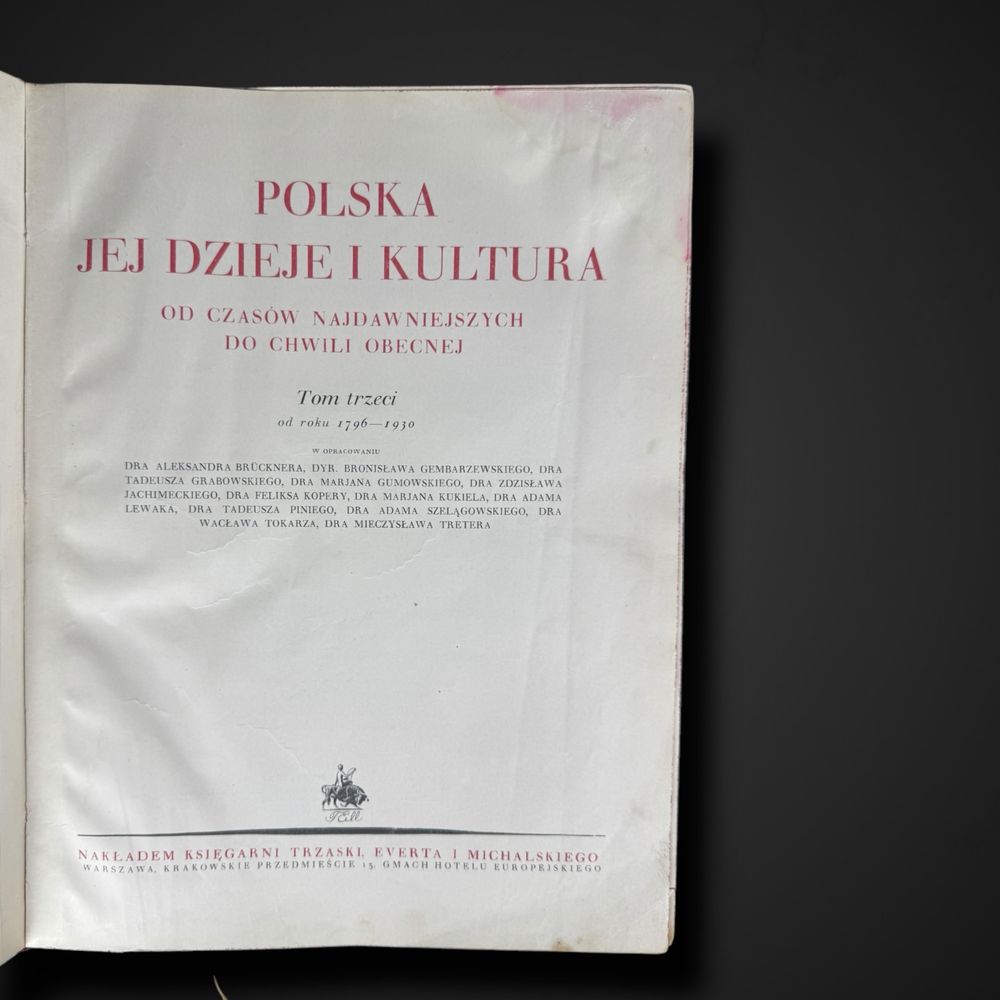 POLSKA
JEJ DZIEJE I KULTURA
OD CZASÓW NAJDAWNIEJSZYCH
DO CHWILI OBECNEJ
Tom trzeci
od roku 1796—1930
W OPRACOWANIU
DRA ALEKSANDRA BRÜCKNERA, DYR. BRONISŁAWA GEMBARZEWSKIEGO, DRA
TADEUSZA GRABOWSKIEGO, DRA MARJANA GUMOWSKIEGO, DRA ZDZISŁAWA
JACHIMECKIEGO, DRA FELIKSA KOPERY, DRA MARJANA KUKIELA, DRA ADAMA
LEWAKA, DRA TADEUSZA PINIEGO, DRA ADAMA SZELĄGOWSKIEGO, DRA
WACŁAWA TOKARZA, DRA MIECZYSŁAWA TRETERA
NAKŁADEM KSIĘGARNI TRZASKI, EVERTA I MICHALSKIEGO
WARSZAWA, KRAKOWSKIE PRZEDMIEŚCIE 13, GMACH HOTELU EUROPEJSKIEGO